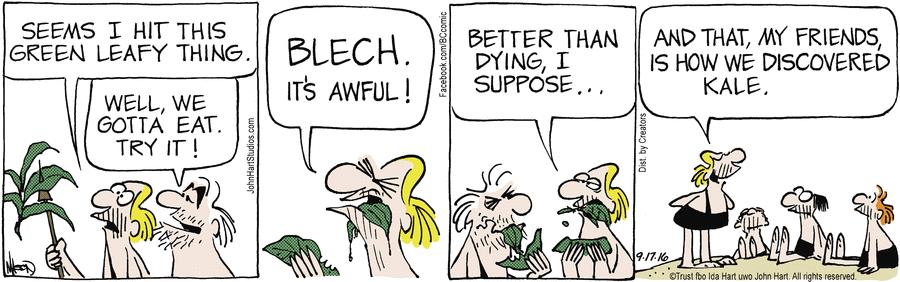 SEEMS I HIT THIS
GREEN LEAFY THING.
WELL, WE
GOTTA EAT.
TRY IT!
JohnHartStudios.com
BLECH.
IT'S AWFUL!
Facebook.com/BCcomic
BETTER THAN
DYING, I
SUPPOSE...
AND THAT, MY FRIENDS,
IS HOW WE DISCOVERED
KALE.
Dist. by Creators
9-17-16
©Trust fbo Ida Hart uwo John Hart. All rights reserved.